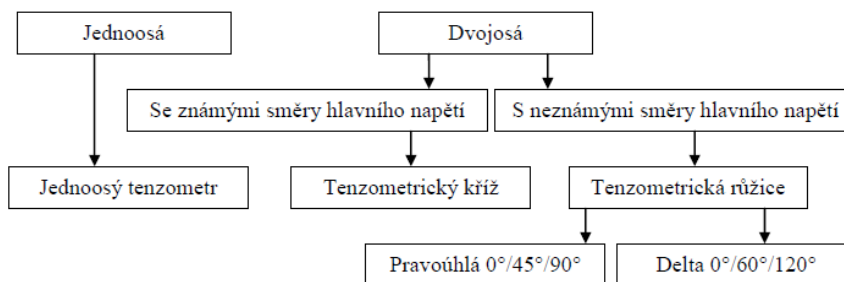 Jednoosá
Dvojosá
Se známými směry hlavního napětí
S neznámými směry hlavního napětí
Jednoosý tenzometr
Tenzometrický kříž
Tenzometrická růžice
Pravoúhlá 0°/45°/90°
Delta 0°/60°/120°